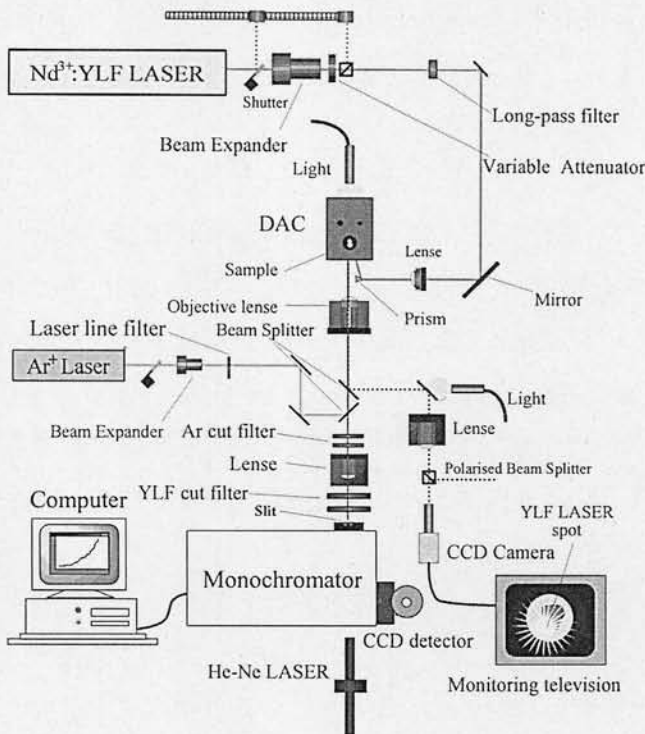 Nd³⁺:YLF LASER
Shutter
Beam Expander
Long-pass filter
Variable Attenuator
Light
DAC
Sample
Lense
Mirror
Prism
Objective lense
Beam Splitter
Laser line filter
Ar⁺ Laser
Beam Expander
Light
Lense
Ar cut filter
Lense
Polarised Beam Splitter
YLF cut filter
Slit
Computer
YLF LASER
spot
CCD Camera
Monochromator
CCD detector
He-Ne LASER
Monitoring television